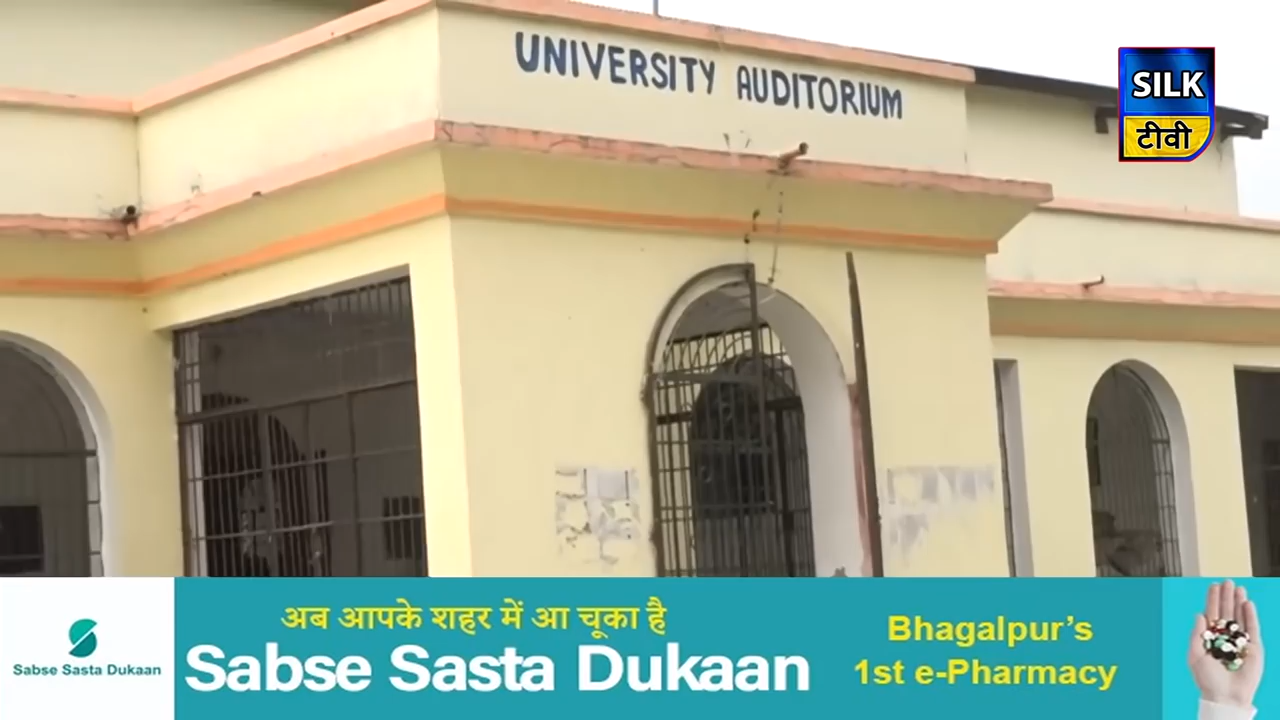 UNIVERSITY AUDITORIUM
SILK
टीवी
अब आपके शहर में आ चूका है
Sabse Sasta Dukaan
Sabse Sasta Dukaan
Bhagalpur's
1st e-Pharmacy